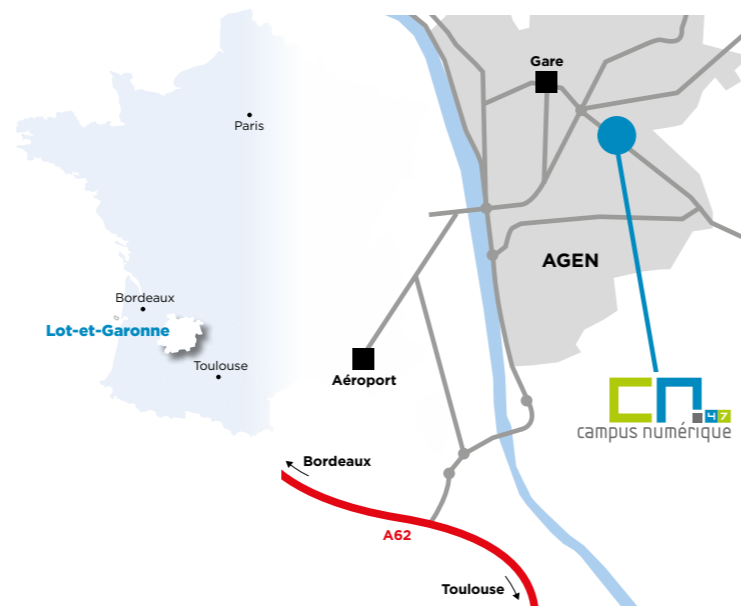 Paris
Bordeaux
Lot-et-Garonne
Toulouse
Gare
AGEN
Aéroport
cn.47
campus numérique
Bordeaux
A62
Toulouse